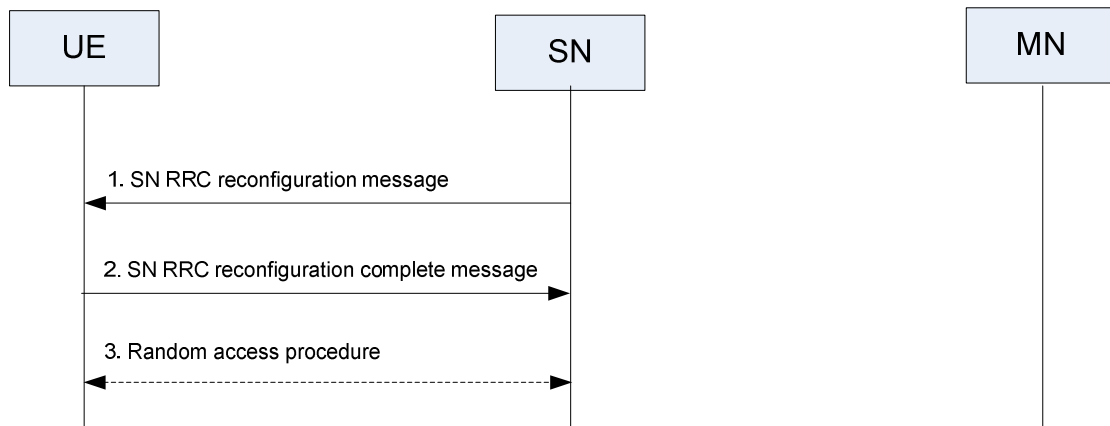 UE
SN
MN
1. SN RRC reconfiguration message
2. SN RRC reconfiguration complete message
3. Random access procedure